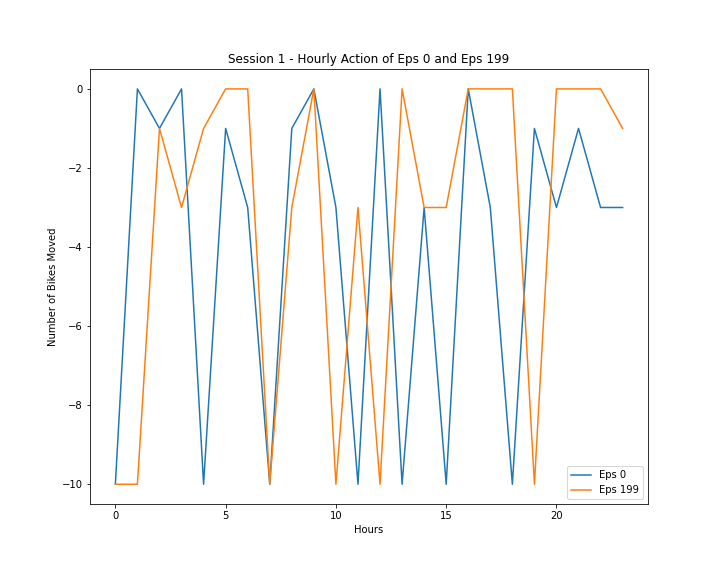 Session 1 - Hourly Action of Eps 0 and Eps 199
Number of Bikes Moved
0
−2
−4
−6
−8
−10
0 5 10 15 20
Hours
Eps 0
Eps 199